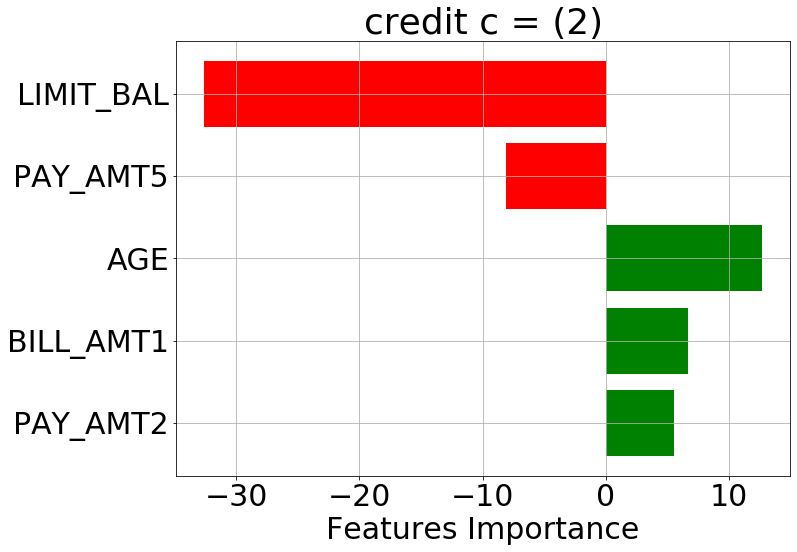 credit c = (2)
LIMIT_BAL
PAY_AMT5
AGE
BILL_AMT1
PAY_AMT2
−30 −20 −10 0 10
Features Importance